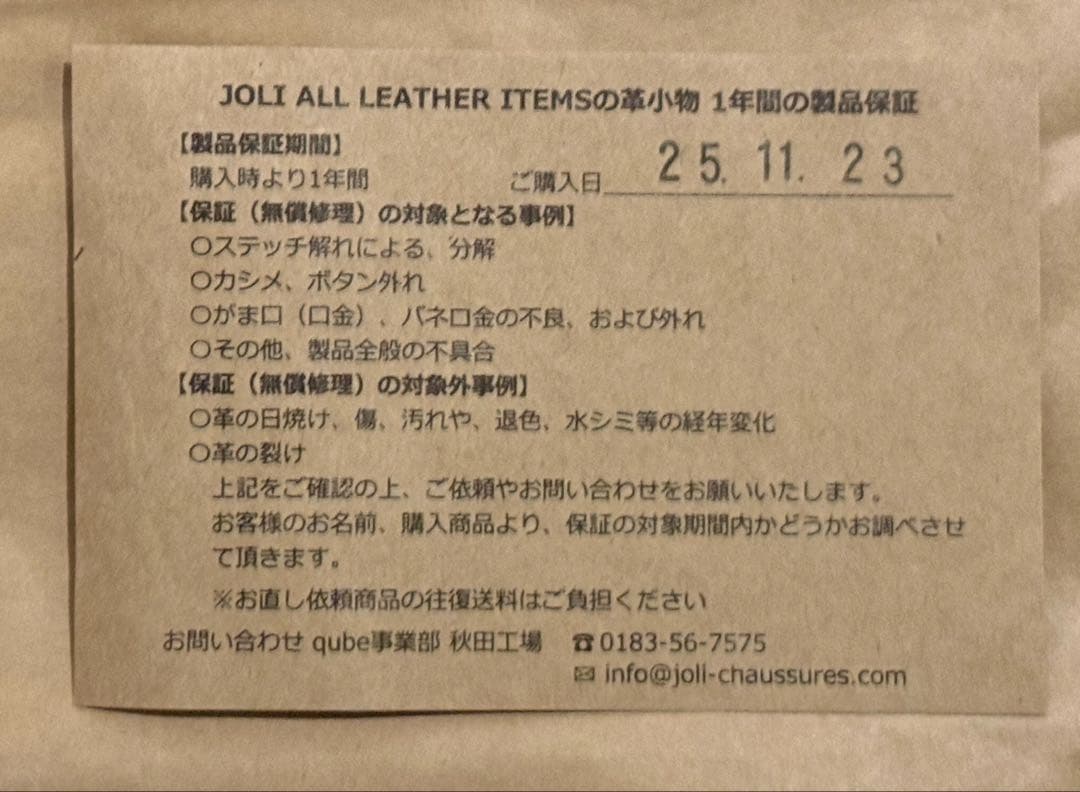 JOLI ALL LEATHER ITEMSの革小物 1年間の製品保証
【製品保証期間】
購入時より1年間 ご購入日 25. 11. 23
【保証（無償修理）の対象となる事例】
○ステッチ解れによる、分解
○カシメ、ボタン外れ
○がま口（口金）、バネ口金の不良、および外れ
○その他、製品全般の不具合
【保証（無償修理）の対象外事例】
○革の日焼け、傷、汚れや、退色、水シミ等の経年変化
○革の裂け
上記をご確認の上、ご依頼やお問い合わせをお願いいたします。
お客様のお名前、購入商品より、保証の対象期間内かどうかお調べさせ
て頂きます。
※お直し依頼商品の往復送料はご負担ください
お問い合わせ qube事業部 秋田工場 ☎0183-56-7575
✉ info@joli-chaussures.com